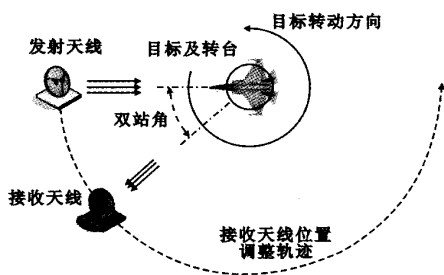 目标转动方向
发射天线
目标及转台
双站角
接收天线
接收天线位置
调整轨迹